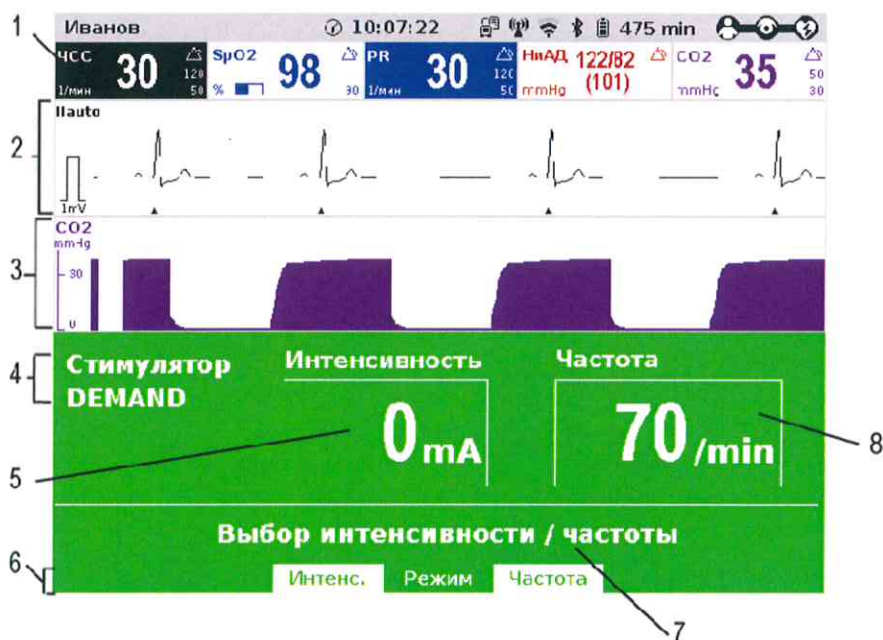 1
Иванов 10:07:22 475 min
ЧСС 30 120 50 1/мин
SpO2 98 % 90
PR 30 120 50 1/мин
НиАД 122/82 (101) mmHg
CO2 35 50 30 mmHg
2
IIauto
1mV
3
CO2
mmHg
30
0
4
Стимулятор
DEMAND
Интенсивность
Частота
5
0 mA
70 /min
8
Выбор интенсивности / частоты
6
Интенс. Режим Частота
7